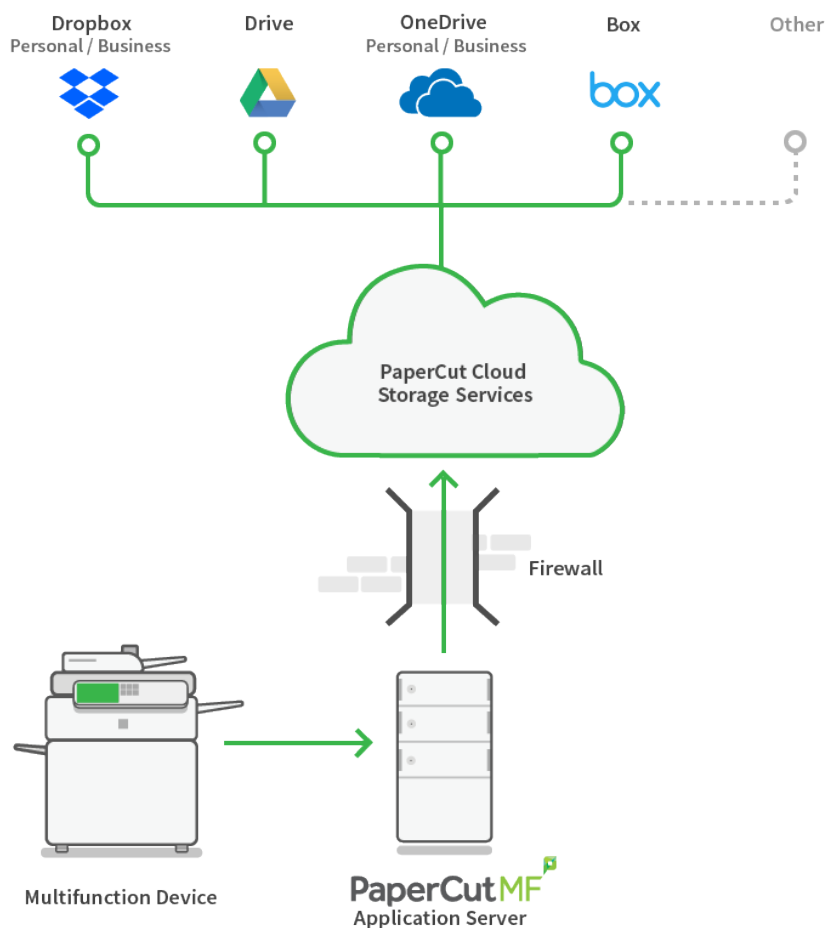 Dropbox
Personal / Business
Drive
OneDrive
Personal / Business
box
Box
Other
PaperCut Cloud
Storage Services
Firewall
Multifunction Device
PaperCutMF
Application Server